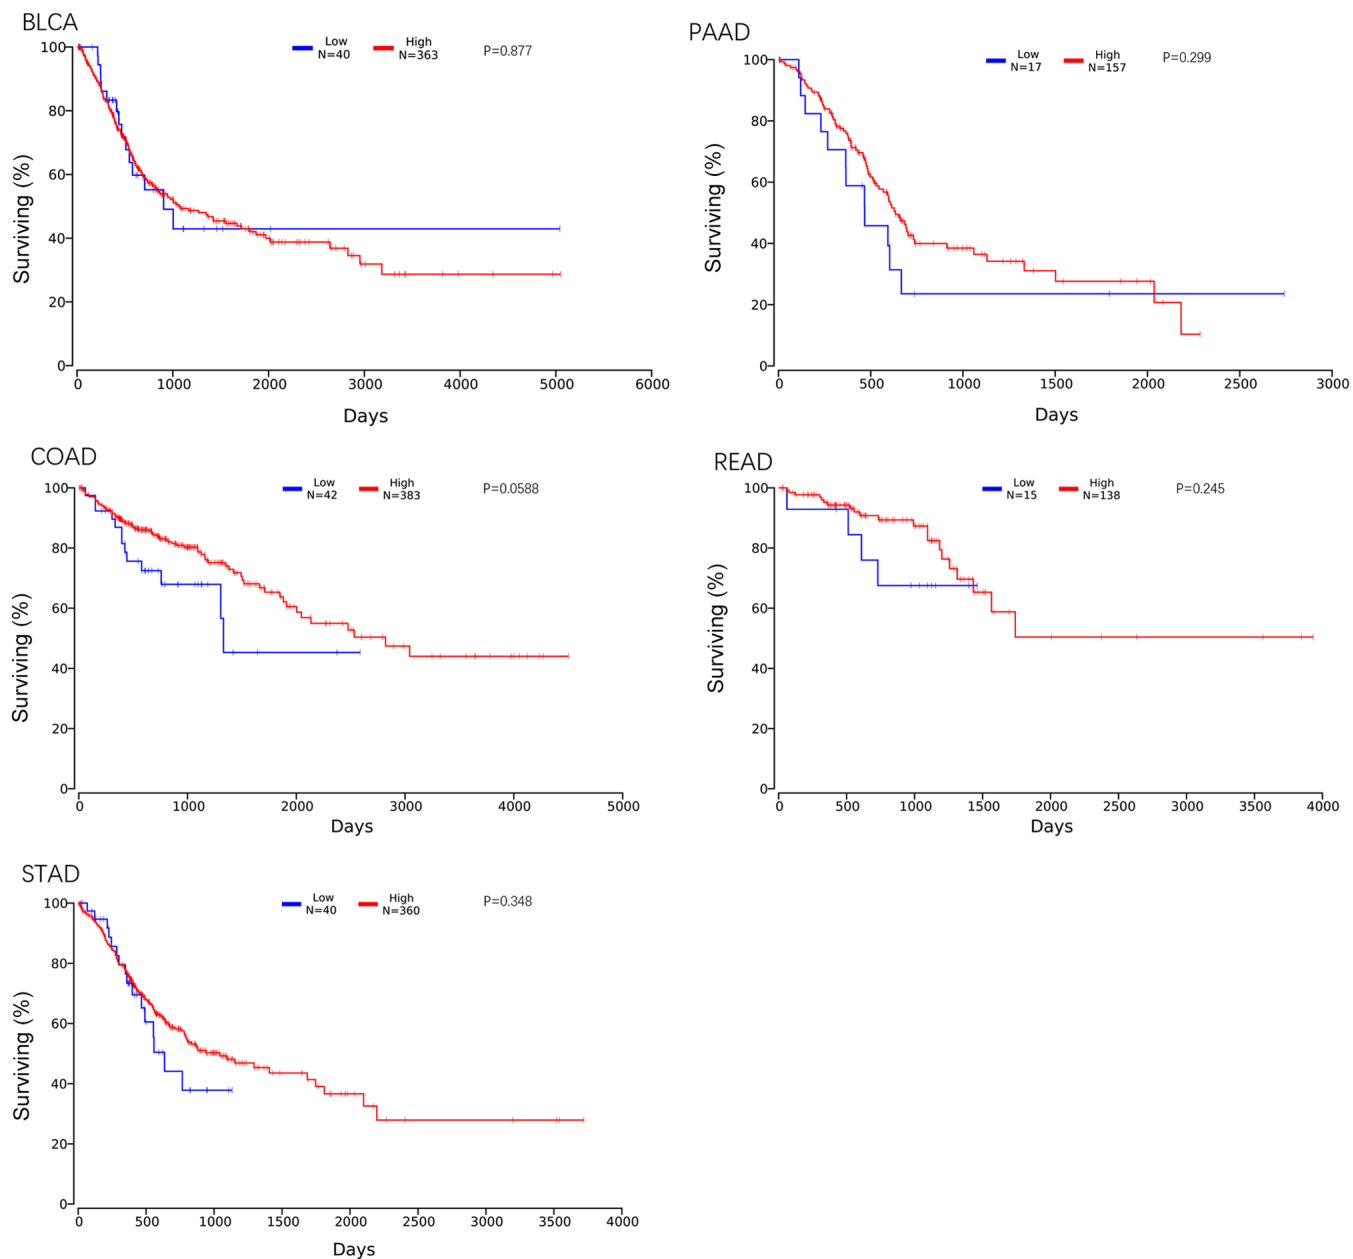 BLCA
Low
N=40
High
N=363
P=0.877
100
80
60
40
20
0
Surviving (%)
0 1000 2000 3000 4000 5000 6000
Days
PAAD
Low
N=17
High
N=157
P=0.299
100
80
60
40
20
0
Surviving (%)
0 500 1000 1500 2000 2500 3000
Days
COAD
Low
N=42
High
N=383
P=0.0588
100
80
60
40
20
0
Surviving (%)
0 1000 2000 3000 4000 5000
Days
READ
Low
N=15
High
N=138
P=0.245
100
80
60
40
20
0
Surviving (%)
0 500 1000 1500 2000 2500 3000 3500 4000
Days
STAD
Low
N=40
High
N=360
P=0.348
100
80
60
40
20
0
Surviving (%)
0 500 1000 1500 2000 2500 3000 3500 4000
Days